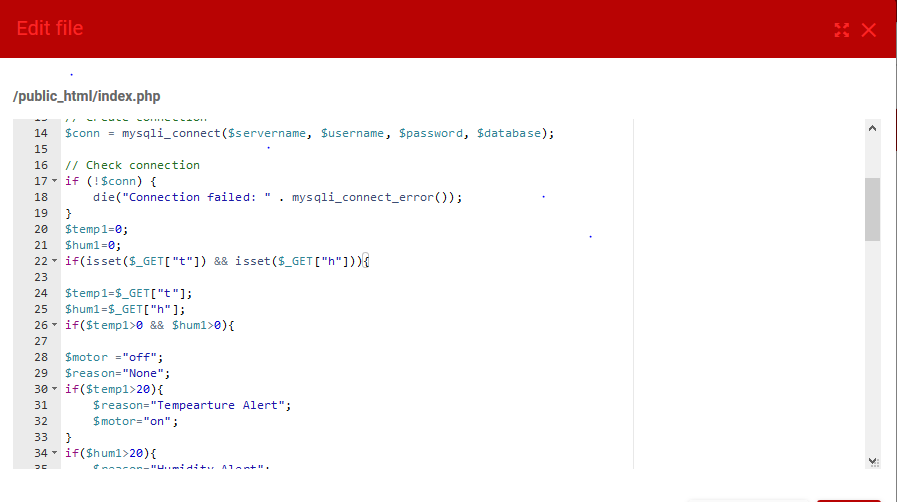 Edit file
/public_html/index.php
13 // Create connection
14 $conn = mysqli_connect($servername, $username, $password, $database);
15
16 // Check connection
17 if (!$conn) {
18     die("Connection failed: " . mysqli_connect_error());
19 }
20 $temp1=0;
21 $hum1=0;
22 if(isset($_GET["t"]) && isset($_GET["h"])){
23
24 $temp1=$_GET["t"];
25 $hum1=$_GET["h"];
26 if($temp1>0 && $hum1>0){
27
28 $motor ="off";
29 $reason="None";
30 if($temp1>20){
31     $reason="Tempearture Alert";
32     $motor="on";
33 }
34 if($hum1>20){
35     $reason="Humidity Alert";